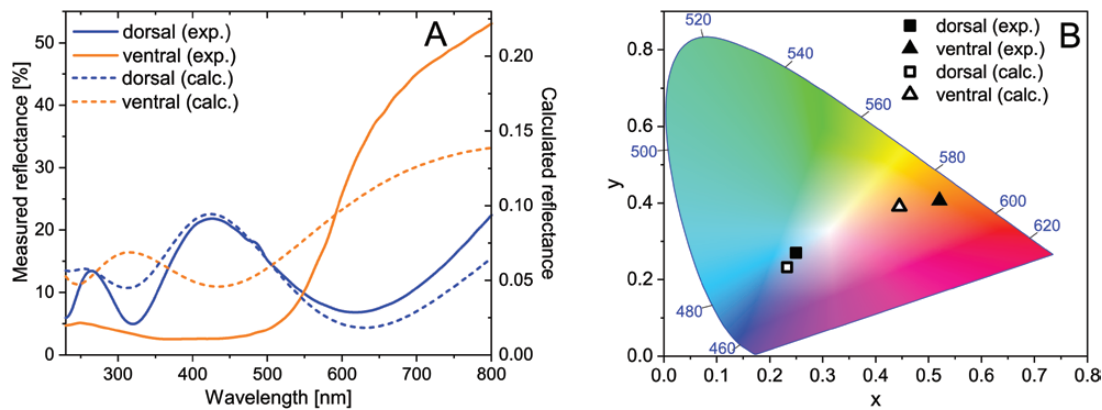 A
dorsal (exp.)
ventral (exp.)
dorsal (calc.)
ventral (calc.)
Measured reflectance [%]
50
40
30
20
10
0
300 400 500 600 700 800
Wavelength [nm]
0.20
0.15
0.10
0.05
0.00
Calculated reflectance
B
dorsal (exp.)
ventral (exp.)
dorsal (calc.)
ventral (calc.)
y
0.8
0.6
0.4
0.2
0.0
520
540
560
500
580
600
620
480
460
0.0 0.1 0.2 0.3 0.4 0.5 0.6 0.7 0.8
x